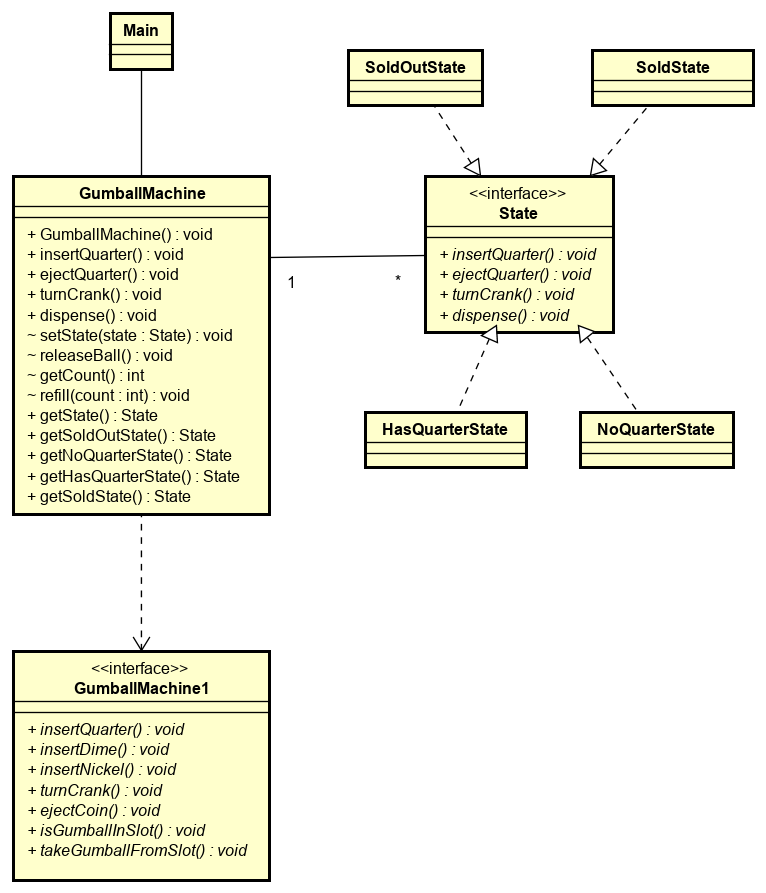 Main
SoldOutState
SoldState
GumballMachine
+ GumballMachine() : void
+ insertQuarter() : void
+ ejectQuarter() : void
+ turnCrank() : void
+ dispense() : void
~ setState(state : State) : void
~ releaseBall() : void
~ getCount() : int
~ refill(count : int) : void
+ getState() : State
+ getSoldOutState() : State
+ getNoQuarterState() : State
+ getHasQuarterState() : State
+ getSoldState() : State
1
*
<<interface>>
State
+ insertQuarter() : void
+ ejectQuarter() : void
+ turnCrank() : void
+ dispense() : void
HasQuarterState
NoQuarterState
<<interface>>
GumballMachine1
+ insertQuarter() : void
+ insertDime() : void
+ insertNickel() : void
+ turnCrank() : void
+ ejectCoin() : void
+ isGumballInSlot() : void
+ takeGumballFromSlot() : void